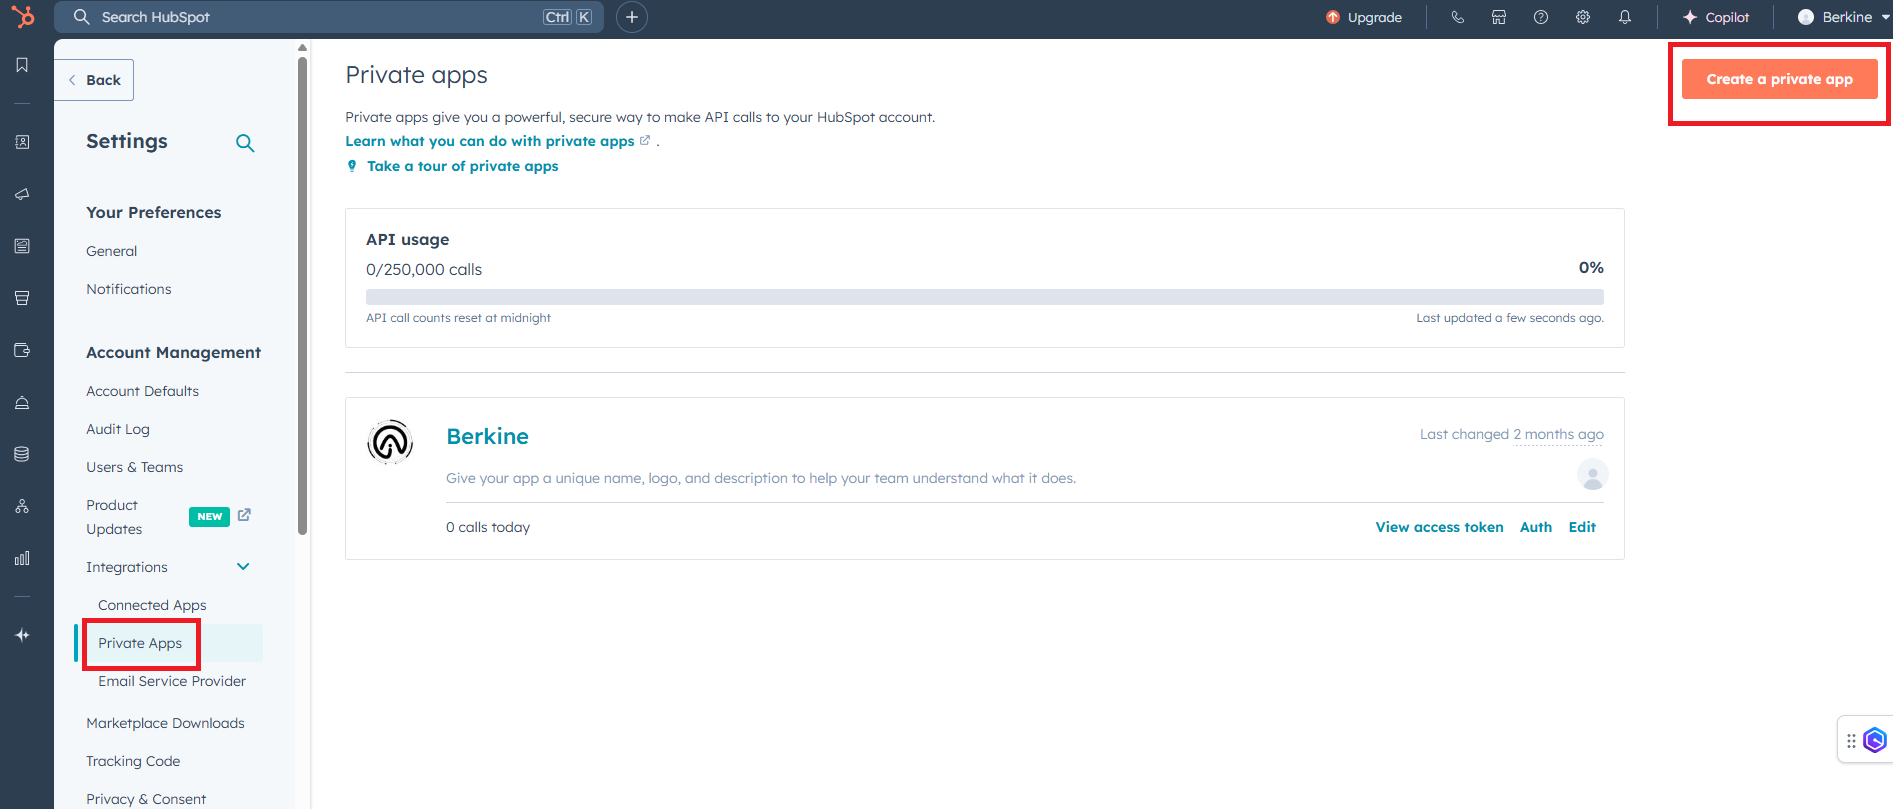 Search HubSpot
Ctrl K
Upgrade
Copilot
Berkine
Back
Settings
Your Preferences
General
Notifications
Account Management
Account Defaults
Audit Log
Users & Teams
Product
Updates
NEW
Integrations
Connected Apps
Private Apps
Email Service Provider
Marketplace Downloads
Tracking Code
Privacy & Consent
Private apps
Create a private app
Private apps give you a powerful, secure way to make API calls to your HubSpot account.
Learn what you can do with private apps .
Take a tour of private apps
API usage
0/250,000 calls
0%
API call counts reset at midnight
Last updated a few seconds ago.
Berkine
Last changed 2 months ago
Give your app a unique name, logo, and description to help your team understand what it does.
0 calls today
View access token Auth Edit